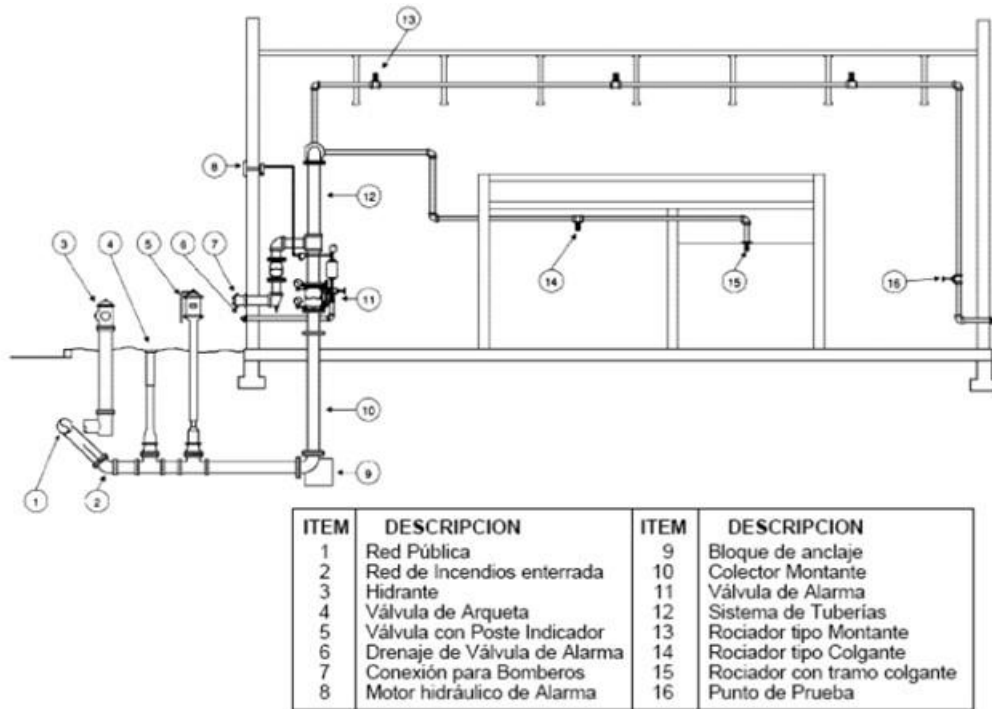 13
8
12
3
4
5
6
7
11
14
15
16
10
9
1
2
ITEM DESCRIPCION ITEM DESCRIPCION
1 Red Pública 9 Bloque de anclaje
2 Red de Incendios enterrada 10 Colector Montante
3 Hidrante 11 Válvula de Alarma
4 Válvula de Arqueta 12 Sistema de Tuberías
5 Válvula con Poste Indicador 13 Rociador tipo Montante
6 Drenaje de Válvula de Alarma 14 Rociador tipo Colgante
7 Conexión para Bomberos 15 Rociador con tramo colgante
8 Motor hidráulico de Alarma 16 Punto de Prueba